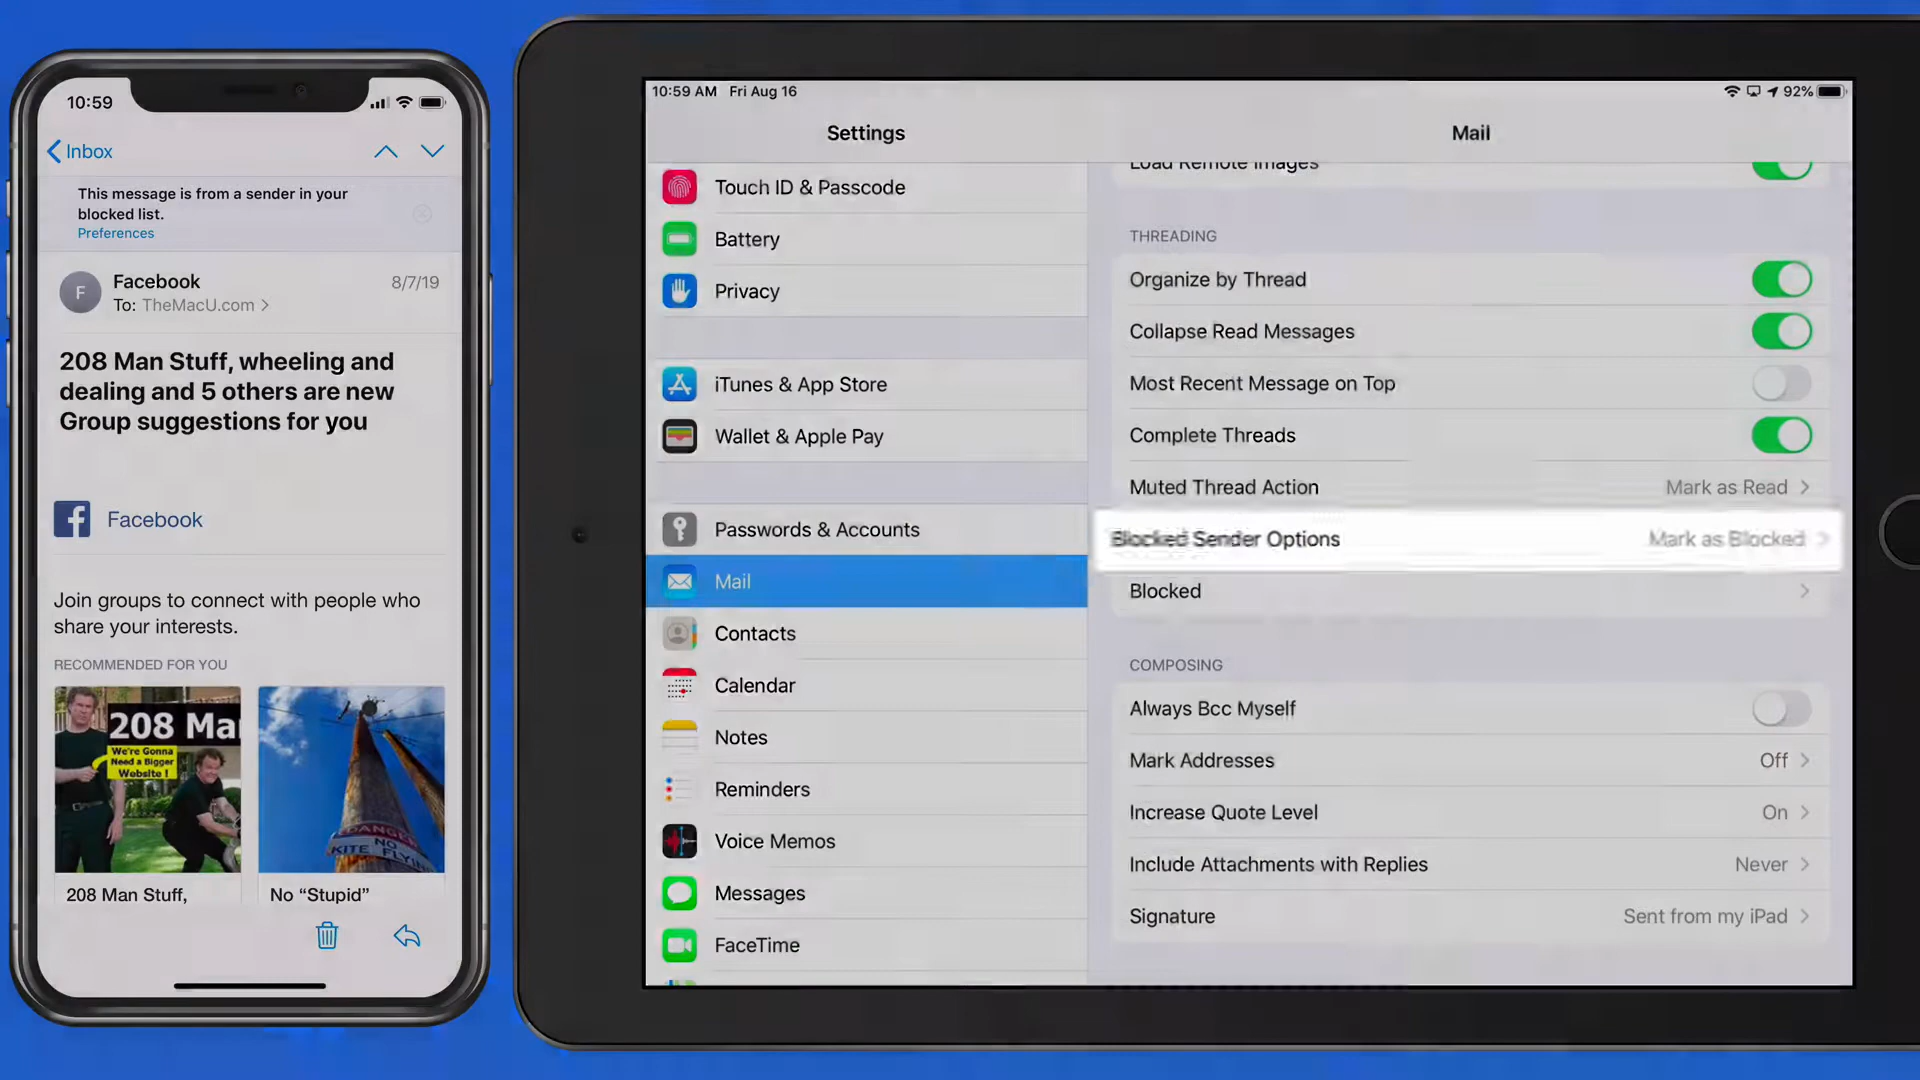 10:59
Inbox
This message is from a sender in your
blocked list.
Preferences
F
Facebook
8/7/19
To: TheMacU.com
208 Man Stuff, wheeling and
dealing and 5 others are new
Group suggestions for you
Facebook
Join groups to connect with people who
share your interests.
RECOMMENDED FOR YOU
208 Ma
We're Gonna
Need a Bigger
Website !
DANGER
NO
KITE FLYIN
208 Man Stuff,
No “Stupid”
10:59 AM Fri Aug 16
92%
Settings
Touch ID & Passcode
Battery
Privacy
iTunes & App Store
Wallet & Apple Pay
Passwords & Accounts
Mail
Contacts
Calendar
Notes
Reminders
Voice Memos
Messages
FaceTime
Mail
Load Remote Images
THREADING
Organize by Thread
Collapse Read Messages
Most Recent Message on Top
Complete Threads
Muted Thread Action Mark as Read
Blocked Sender Options Mark as Blocked
Blocked
COMPOSING
Always Bcc Myself
Mark Addresses Off
Increase Quote Level On
Include Attachments with Replies Never
Signature Sent from my iPad